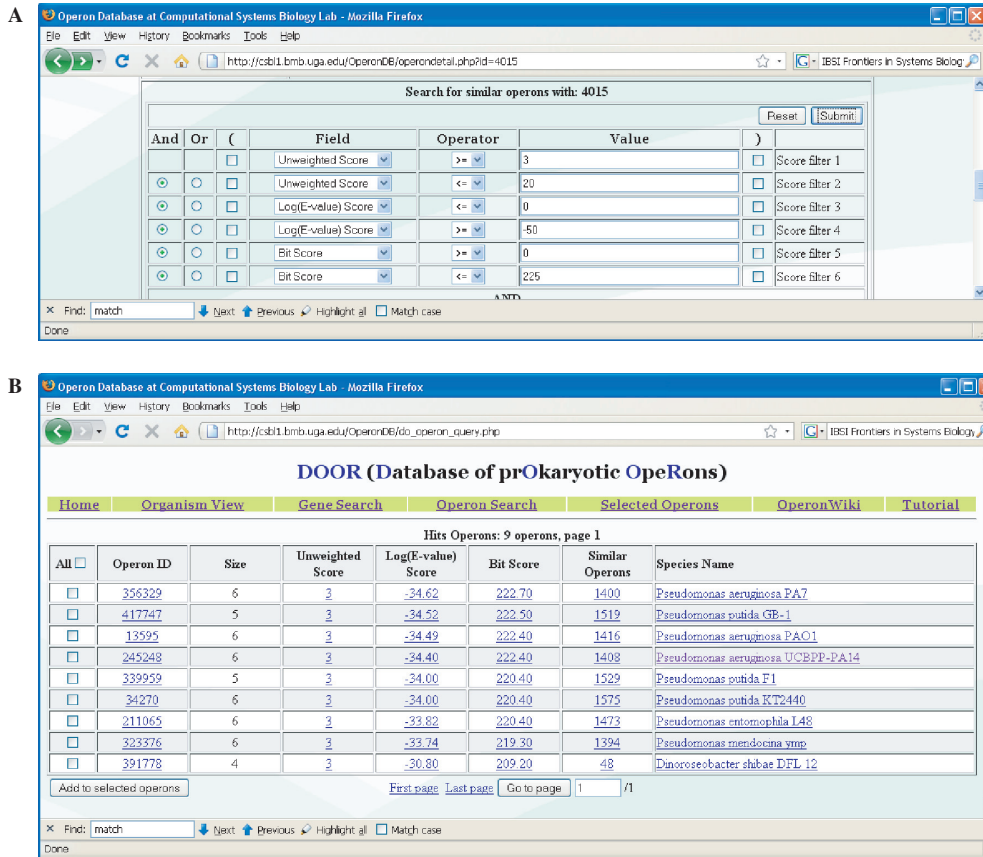 A
Operon Database at Computational Systems Biology Lab - Mozilla Firefox
File Edit View History Bookmarks Tools Help
http://csbl1.bmb.uga.edu/OperonDB/operondetail.php?id=4015 G IBSI Frontiers in Systems Biolog
Search for similar operons with: 4015
Reset Submit
And Or ( Field Operator Value )
Unweighted Score >= 3 Score filter 1
Unweighted Score <= 20 Score filter 2
Log(E-value) Score <= 0 Score filter 3
Log(E-value) Score >= -50 Score filter 4
Bit Score >= 0 Score filter 5
Bit Score <= 225 Score filter 6
AND
× Find: match Next Previous Highlight all Match case
Done
B
Operon Database at Computational Systems Biology Lab - Mozilla Firefox
File Edit View History Bookmarks Tools Help
http://csbl1.bmb.uga.edu/OperonDB/do_operon_query.php G IBSI Frontiers in Systems Biology
DOOR (Database of prOkaryotic OpeRons)
Home Organism View Gene Search Operon Search Selected Operons OperonWiki Tutorial
Hits Operons: 9 operons, page 1
All Operon ID Size Unweighted Score Log(E-value) Score Bit Score Similar Operons Species Name
356329 6 3 -34.62 222.70 1400 Pseudomonas aeruginosa PA7
417747 5 3 -34.52 222.50 1519 Pseudomonas putida GB-1
13595 6 3 -34.49 222.40 1416 Pseudomonas aeruginosa PAO1
245248 6 3 -34.40 222.40 1408 Pseudomonas aeruginosa UCBPP-PA14
339959 5 3 -34.00 220.40 1529 Pseudomonas putida F1
34270 6 3 -34.00 220.40 1575 Pseudomonas putida KT2440
211065 6 3 -33.82 220.40 1473 Pseudomonas entomophila L48
323376 6 3 -33.74 219.30 1394 Pseudomonas mendocina ymp
391778 4 3 -30.80 209.20 48 Dinoroseobacter shibae DFL 12
Add to selected operons First page Last page Go to page 1 /1
× Find: match Next Previous Highlight all Match case
Done